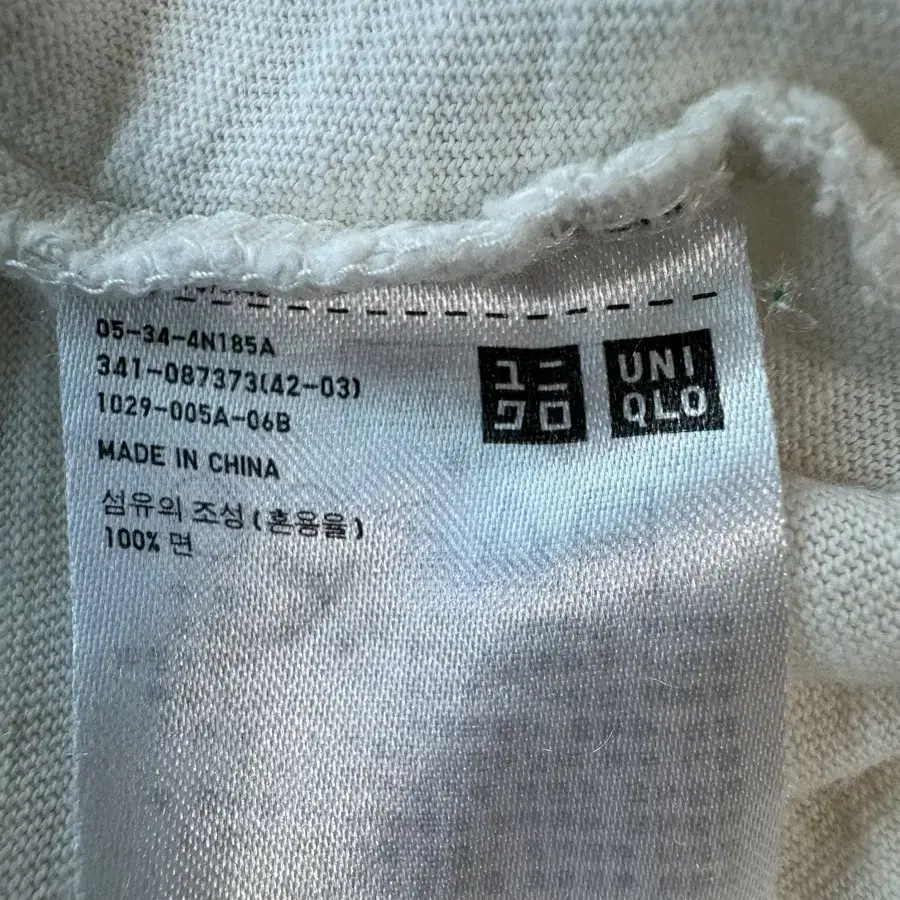 05-34-4N185A
341-087373(42-03)
1029-005A-06B
MADE IN CHINA
섬유의 조성(혼용율)
100% 면
ユニ
クロ
UNI
QLO